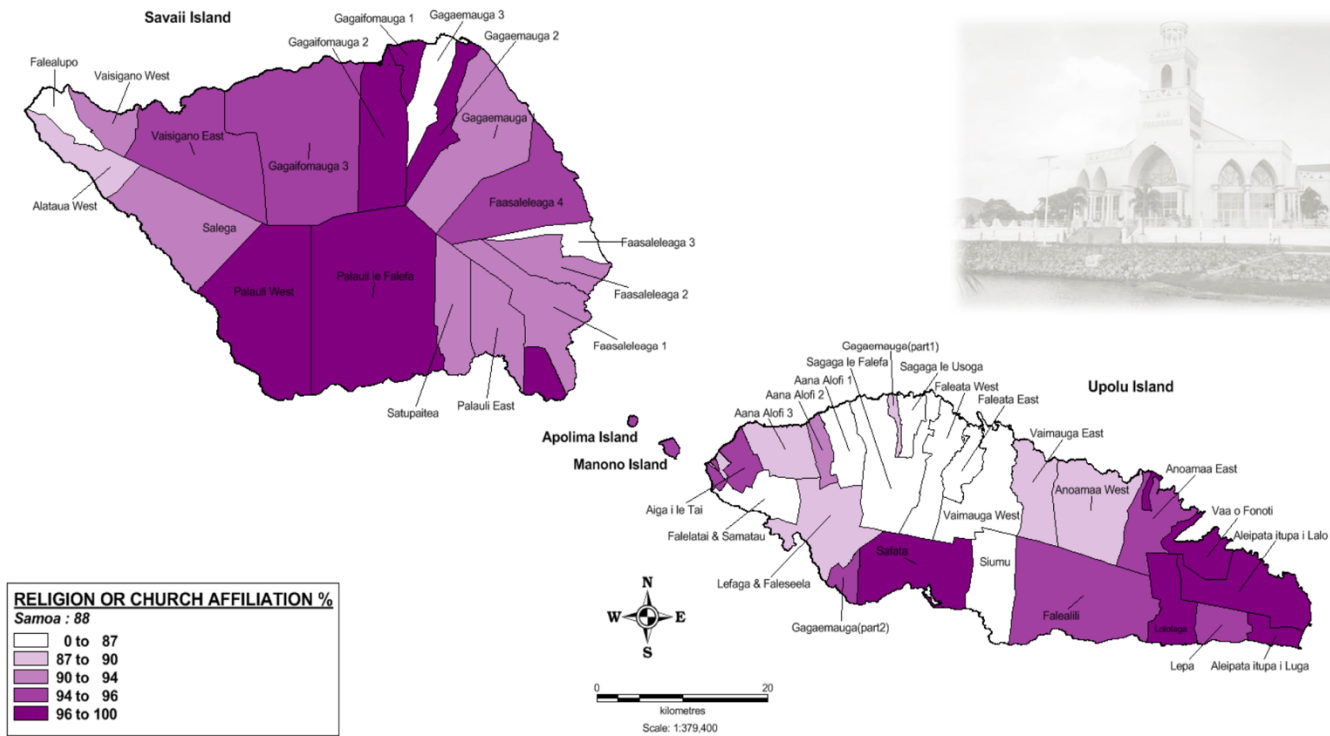 Savaii Island
Gagaifomauga 1
Gagaemauga 3
Gagaifomauga 2
Gagaemauga 2
Falealupo
Vaisigano West
Gagaemauga
Vaisigano East
Gagaifomauga 3
Alataua West
Faasaleleaga 4
Salega
Faasaleleaga 3
Palauli West
Palauli le Falefa
Faasaleleaga 2
Faasaleleaga 1
Satupaitea
Palauli East
Apolima Island
Manono Island
Upolu Island
Gagaemauga(part1)
Sagaga le Falefa
Sagaga le Usoga
Aana Alofi 1
Faleata West
Aana Alofi 2
Faleata East
Aana Alofi 3
Vaimauga East
Anoamaa East
Anoamaa West
Aiga i le Tai
Vaa o Fonoti
Falelatai & Samatau
Vaimauga West
Aleipata itupa i Lalo
Safata
Siumu
Lefaga & Faleseela
Falealili
Lotofaga
Gagaemauga(part2)
Lepa
Aleipata itupa i Luga
RELIGION OR CHURCH AFFILIATION %
Samoa : 88
0 to 87
87 to 90
90 to 94
94 to 96
96 to 100
N
W E
S
0 20
kilometres
Scale: 1:379,400